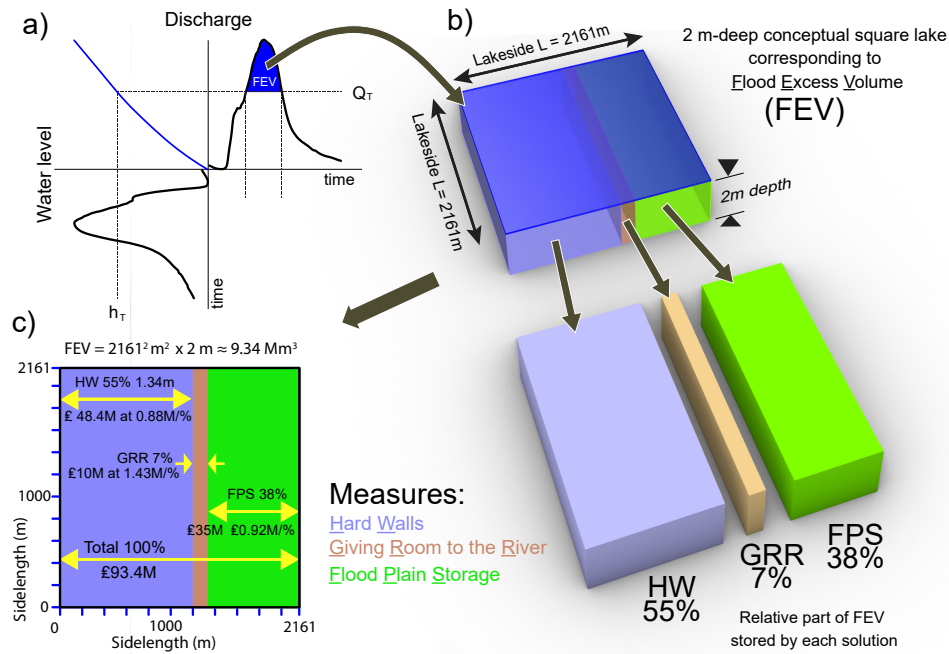 a)
Discharge
FEV
Q_T
time
Water level
h_T
time
b)
Lakeside L = 2161m
Lakeside L = 2161m
2 m-deep conceptual square lake
corresponding to
Flood Excess Volume
(FEV)
2m depth
c)
FEV = 2161² m² x 2 m ≈ 9.34 Mm³
2161
1000
0
Sidelength (m)
HW 55% 1.34m
₤ 48.4M at 0.88M/%
GRR 7%
₤10M at 1.43M/%
FPS 38%
₤35M ₤0.92M/%
Total 100%
₤93.4M
0
1000
2161
Sidelength (m)
Measures:
Hard Walls
Giving Room to the River
Flood Plain Storage
HW
55%
GRR
7%
FPS
38%
Relative part of FEV
stored by each solution